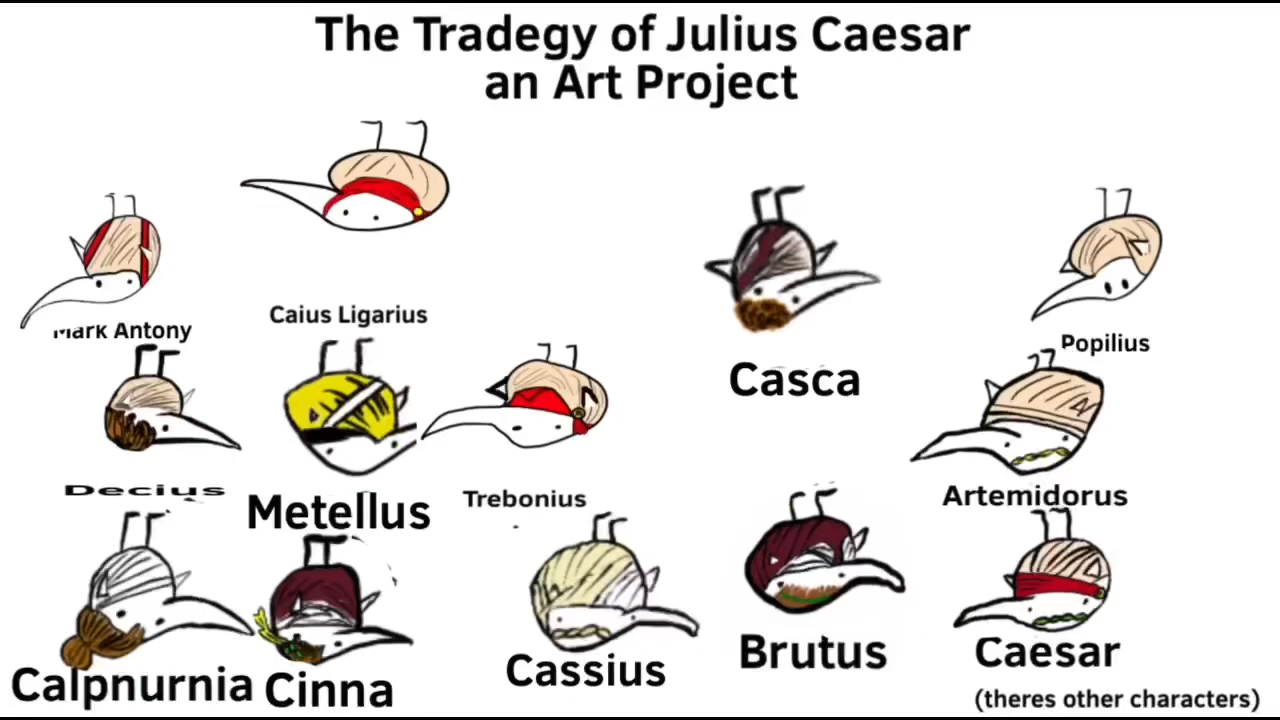 The Tradegy of Julius Caesar
an Art Project
Mark Antony
Caius Ligarius
Casca
Popilius
Decius
Metellus
Trebonius
Artemidorus
Calpnurnia
Cinna
Cassius
Brutus
Caesar
(theres other characters)